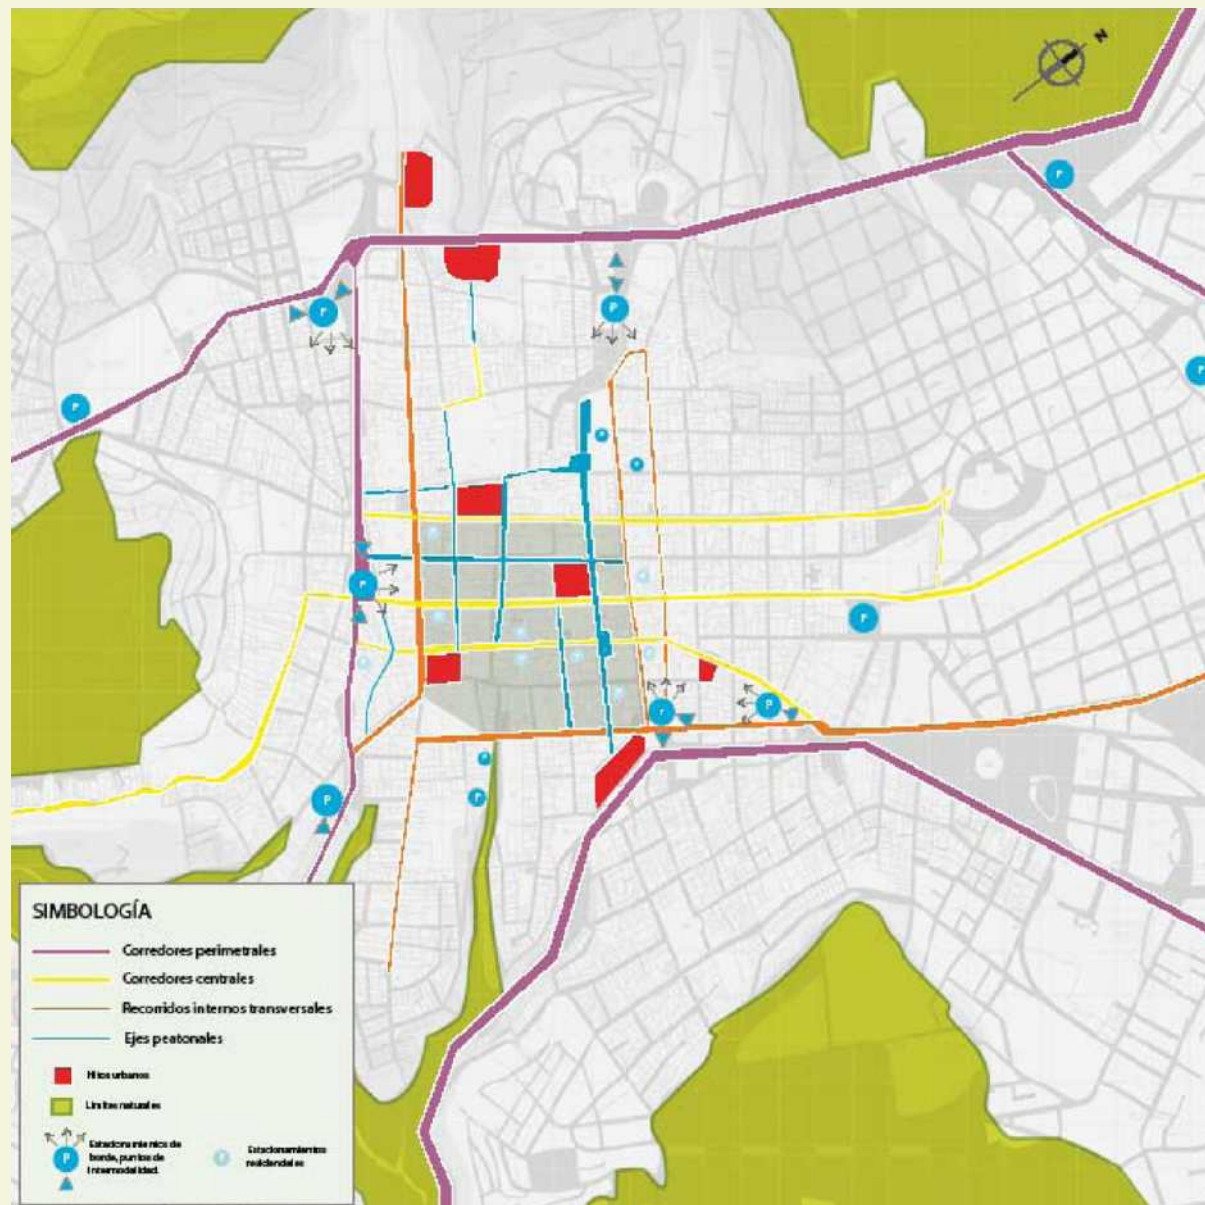 N
SIMBOLOGÍA
Corredores perimetrales
Corredores centrales
Recorridos internos transversales
Ejes peatonales
Hitos urbanos
Límites naturales
P
Estacionamientos de
borde, puntos de
intermodalidad.
P
Estacionamientos
residenciales
P
P
P
P
P
P
P
P
P
P
P
P